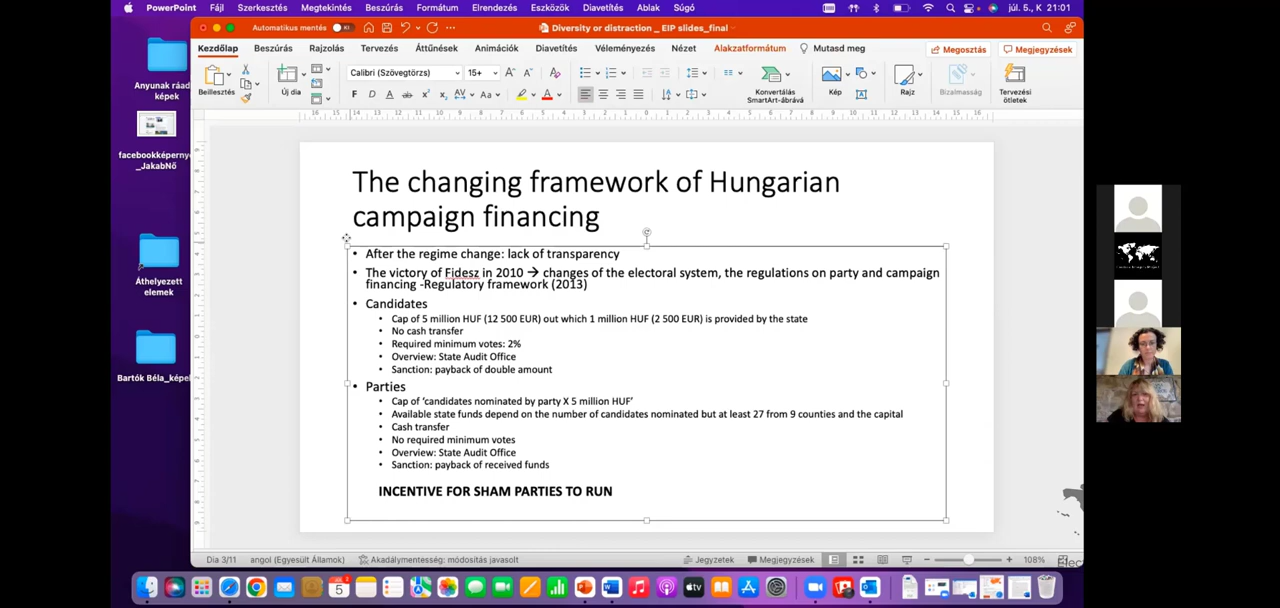 PowerPoint Fájl Szerkesztés Megtekintés Beszúrás Formátum Elrendezés Eszközök Diavetítés Ablak Súgó júl. 5., K 21:01
Automatikus mentés KI Diversity or distraction _ EIP slides_final
Kezdőlap Beszúrás Rajzolás Tervezés Áttűnések Animációk Diavetítés Véleményezés Nézet Alakzatformátum Mutasd meg Megosztás Megjegyzések
Beillesztés Új dia Calibri (Szövegtörzs) 15+ Konvertálás SmartArt-ábrává Kép Rajz Bizalmasság Tervezési ötletek
Anyunak ráad képek
facebookképerny
_JakabNő
Áthelyezett elemek
Bartók Béla_képe
The changing framework of Hungarian
campaign financing
• After the regime change: lack of transparency
• The victory of Fidesz in 2010 → changes of the electoral system, the regulations on party and campaign
financing -Regulatory framework (2013)
• Candidates
• Cap of 5 million HUF (12 500 EUR) out which 1 million HUF (2 500 EUR) is provided by the state
• No cash transfer
• Required minimum votes: 2%
• Overview: State Audit Office
• Sanction: payback of double amount
• Parties
• Cap of ‘candidates nominated by party X 5 million HUF’
• Available state funds depend on the number of candidates nominated but at least 27 from 9 counties and the capital
• Cash transfer
• No required minimum votes
• Overview: State Audit Office
• Sanction: payback of received funds
INCENTIVE FOR SHAM PARTIES TO RUN
Dia 3/11 angol (Egyesült Államok) Akadálymentesség: módosítás javasolt Jegyzetek Megjegyzések 108%